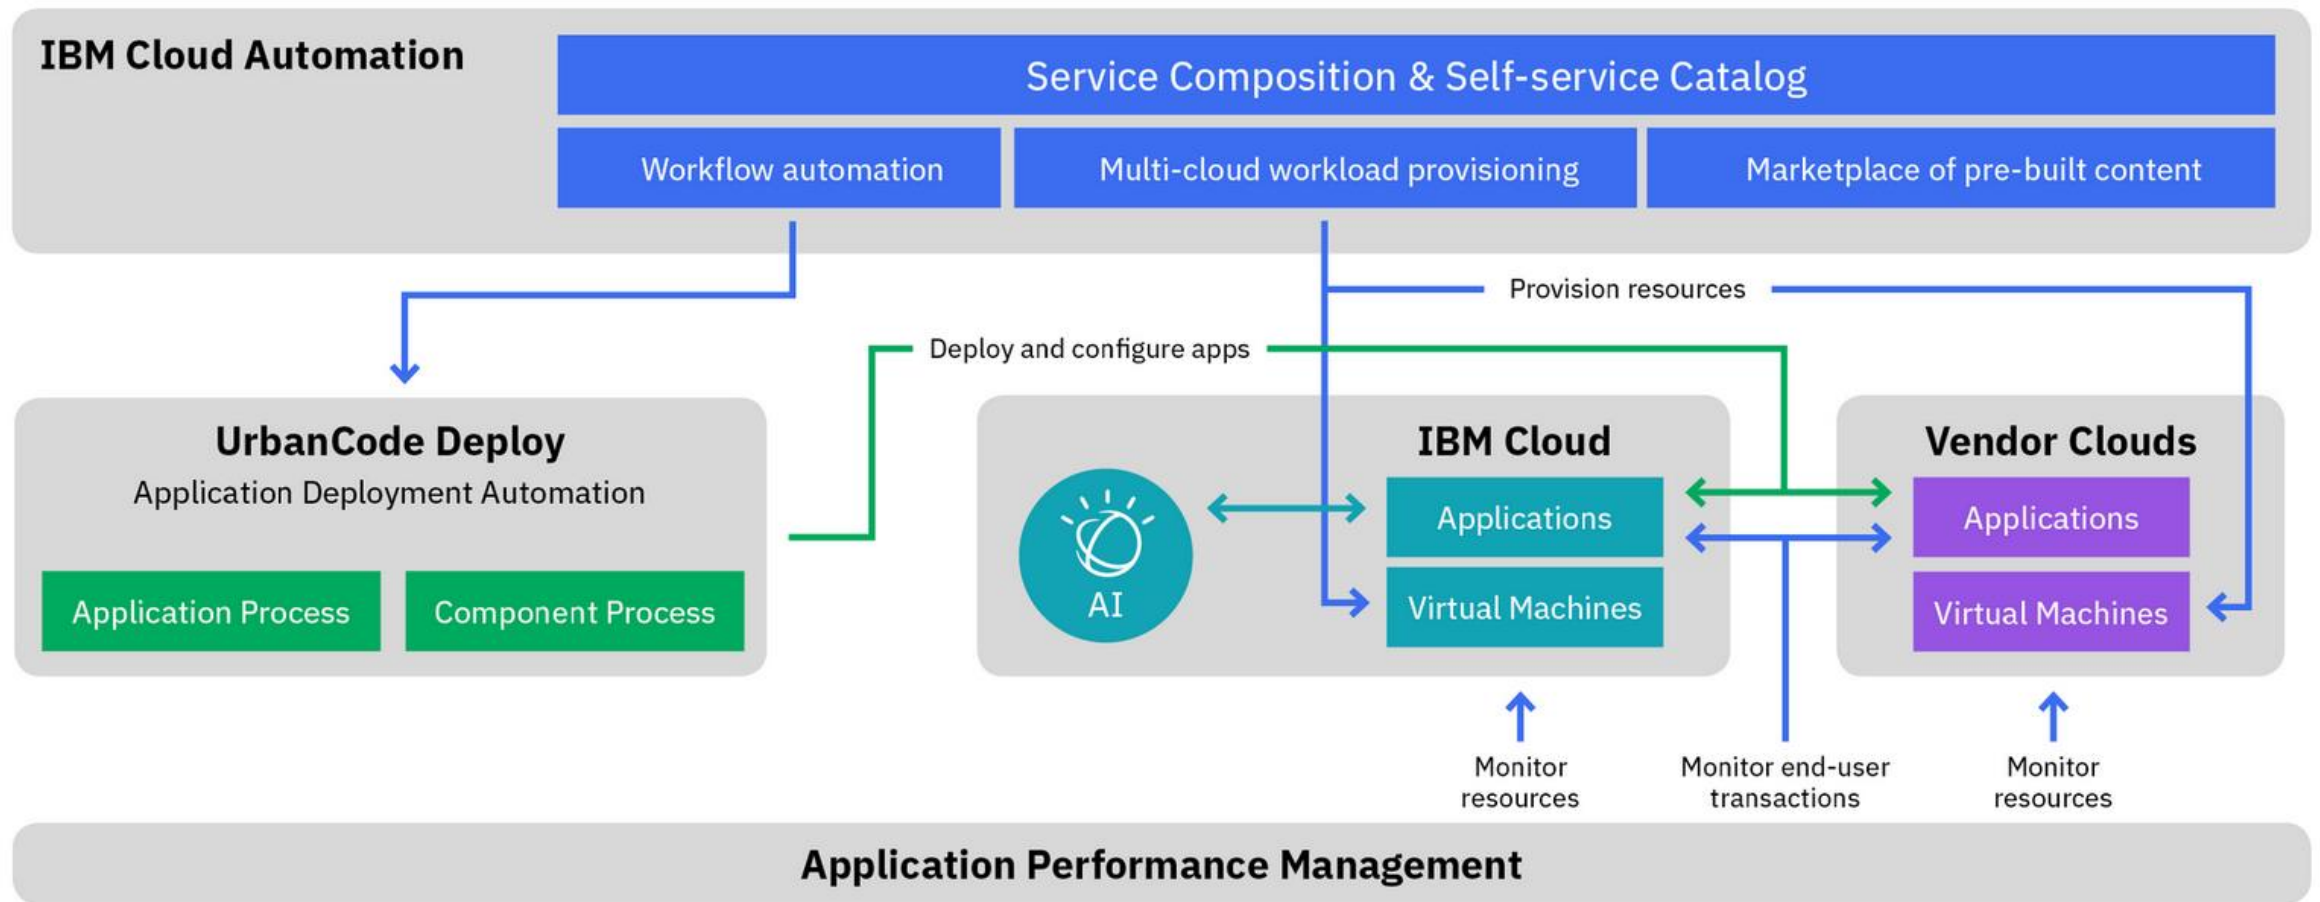 IBM Cloud Automation
Service Composition & Self-service Catalog
Workflow automation
Multi-cloud workload provisioning
Marketplace of pre-built content
Provision resources
Deploy and configure apps
UrbanCode Deploy
Application Deployment Automation
Application Process
Component Process
IBM Cloud
AI
Applications
Virtual Machines
Vendor Clouds
Applications
Virtual Machines
Monitor
resources
Monitor end-user
transactions
Monitor
resources
Application Performance Management